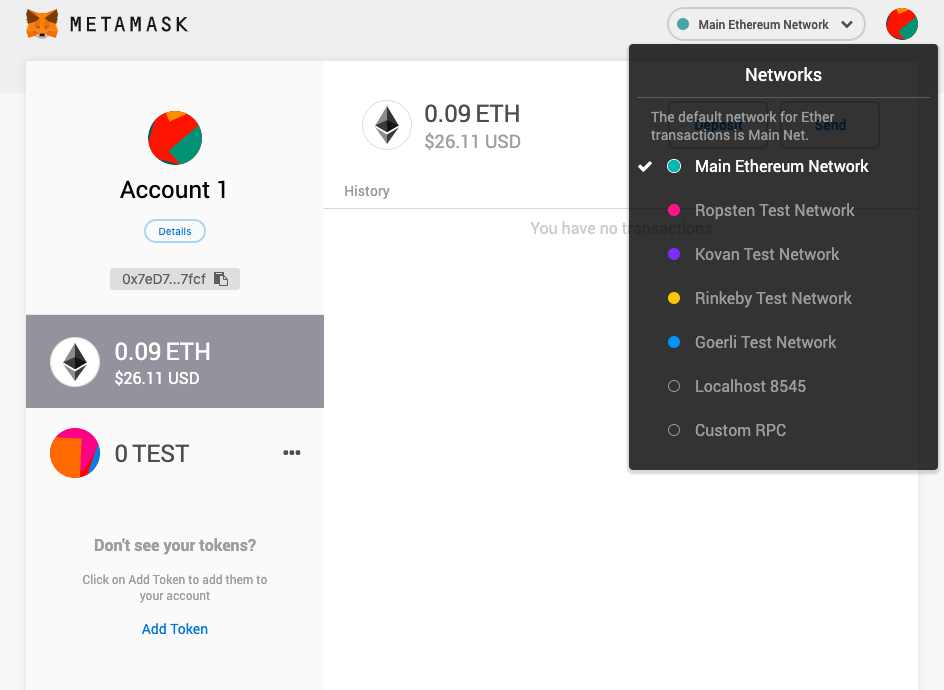 METAMASK
Main Ethereum Network
Account 1
Details
0x7eD7...7fcf
0.09 ETH
$26.11 USD
0 TEST
Don't see your tokens?
Click on Add Token to add them to
your account
Add Token
0.09 ETH
$26.11 USD
Deposit
Send
History
You have no transactions
Networks
The default network for Ether
transactions is Main Net.
Main Ethereum Network
Ropsten Test Network
Kovan Test Network
Rinkeby Test Network
Goerli Test Network
Localhost 8545
Custom RPC